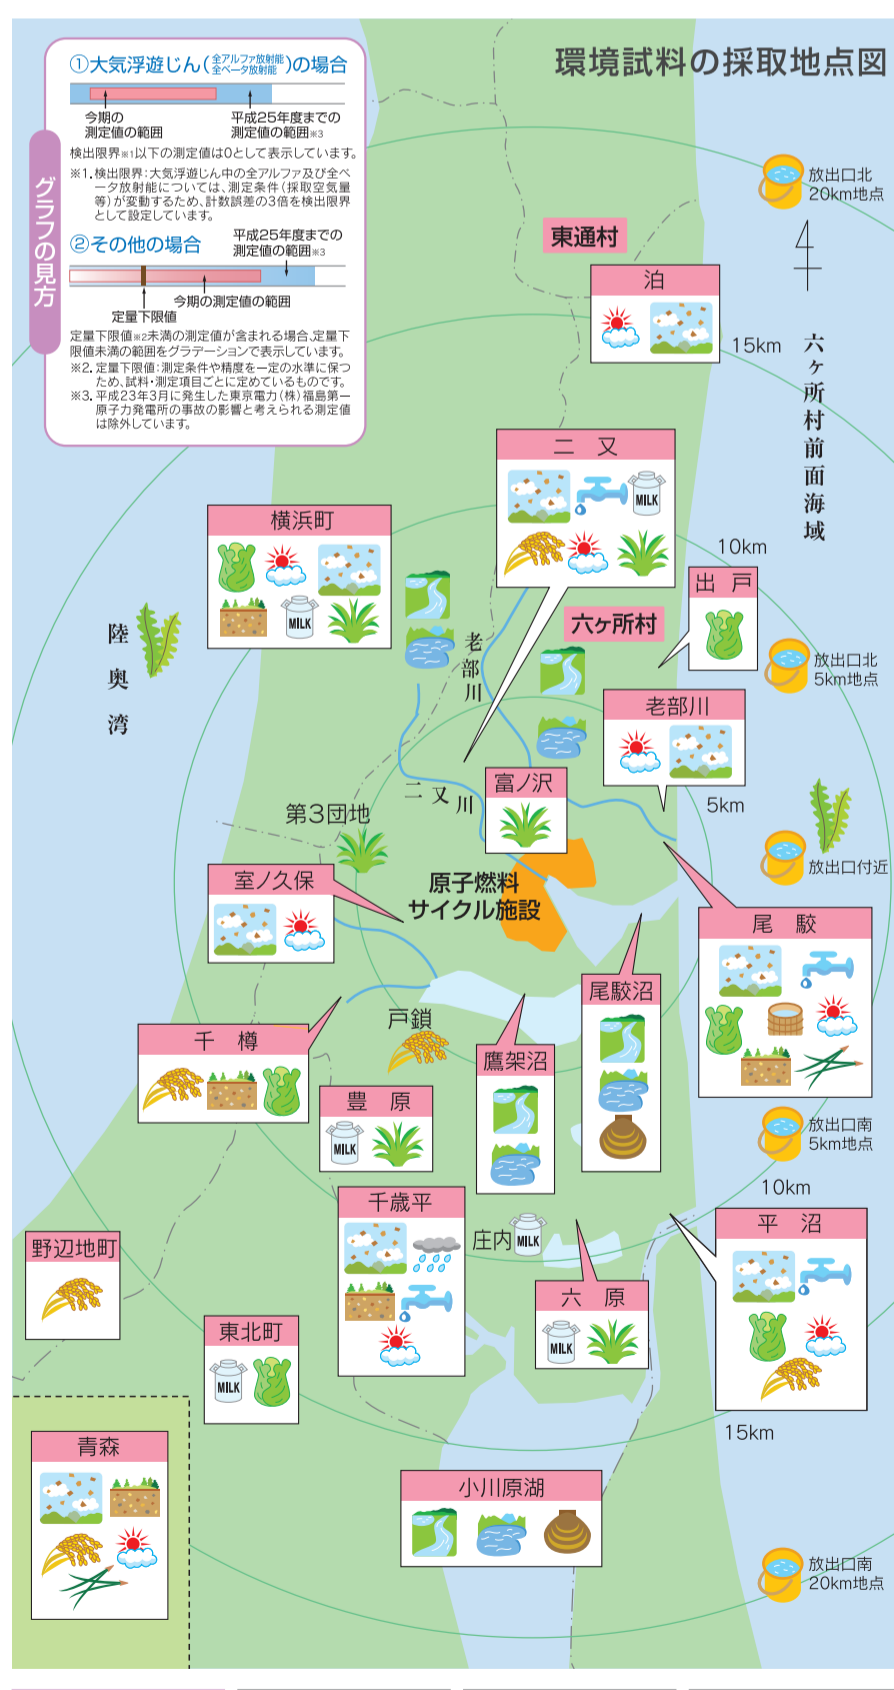 環境試料の採取地点図
グラフの見方
①大気浮遊じん(全アルファ放射能 全ベータ放射能)の場合
今期の
測定値の範囲
平成25年度までの
測定値の範囲※3
検出限界※1以下の測定値は0として表示しています。
※1.検出限界:大気浮遊じん中の全アルファ及び全ベ
ータ放射能については、測定条件(採取空気量
等)が変動するため、計数誤差の3倍を検出限界
として設定しています。
②その他の場合
平成25年度までの
測定値の範囲※3
今期の測定値の範囲
定量下限値
定量下限値※2未満の測定値が含まれる場合、定量下
限値未満の範囲をグラデーションで表示しています。
※2.定量下限値:測定条件や精度を一定の水準に保つ
ため、試料・測定項目ごとに定めているものです。
※3.平成23年3月に発生した東京電力(株)福島第一
原子力発電所の事故の影響と考えられる測定値
は除外しています。
放出口北
20km地点
東通村
泊
15km
六ヶ所村前面海域
二 又
MILK
横浜町
MILK
10km
出 戸
六ヶ所村
放出口北
5km地点
陸奥湾
老部川
老部川
富ノ沢
5km
二又川
第3団地
放出口付近
室ノ久保
原子燃料
サイクル施設
尾 駮
尾駮沼
戸鎖
千 樽
鷹架沼
豊 原
MILK
放出口南
5km地点
10km
千歳平
庄内
MILK
平 沼
野辺地町
六 原
MILK
東北町
MILK
15km
青森
小川原湖
放出口南
20km地点